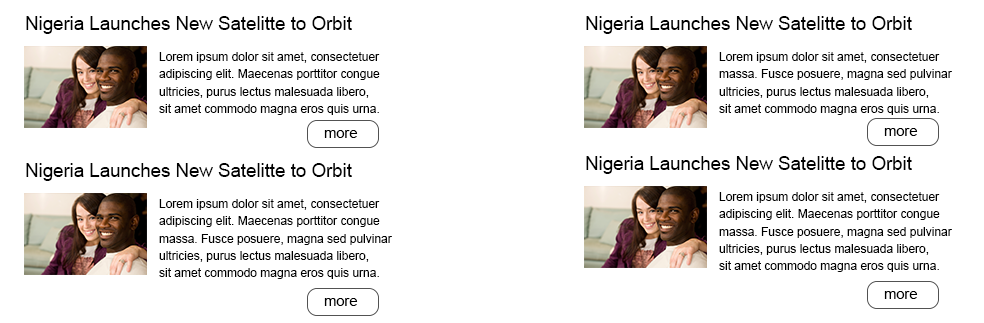 Nigeria Launches New Satelitte to Orbit
Lorem ipsum dolor sit amet, consectetuer
adipiscing elit. Maecenas porttitor congue
ultricies, purus lectus malesuada libero,
sit amet commodo magna eros quis urna.
more
Nigeria Launches New Satelitte to Orbit
Lorem ipsum dolor sit amet, consectetuer
massa. Fusce posuere, magna sed pulvinar
ultricies, purus lectus malesuada libero,
sit amet commodo magna eros quis urna.
more
Nigeria Launches New Satelitte to Orbit
Lorem ipsum dolor sit amet, consectetuer
adipiscing elit. Maecenas porttitor congue
massa. Fusce posuere, magna sed pulvinar
ultricies, purus lectus malesuada libero,
sit amet commodo magna eros quis urna.
more
Nigeria Launches New Satelitte to Orbit
Lorem ipsum dolor sit amet, consectetuer
adipiscing elit. Maecenas porttitor congue
massa. Fusce posuere, magna sed pulvinar
ultricies, purus lectus malesuada libero,
sit amet commodo magna eros quis urna.
more